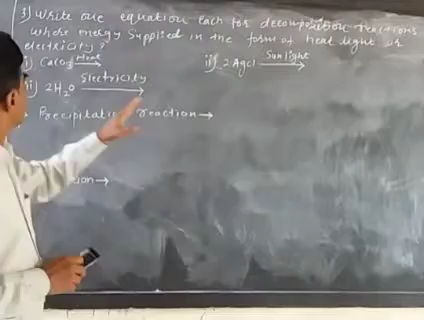 3) Write one equation each for decomposition reactions
where energy supplied in the form of heat light or
electricity?
i) CaCO3 Heat→
ii) 2AgCl Sunlight→
ii) 2H2O Electricity→
Precipitation reaction→
→